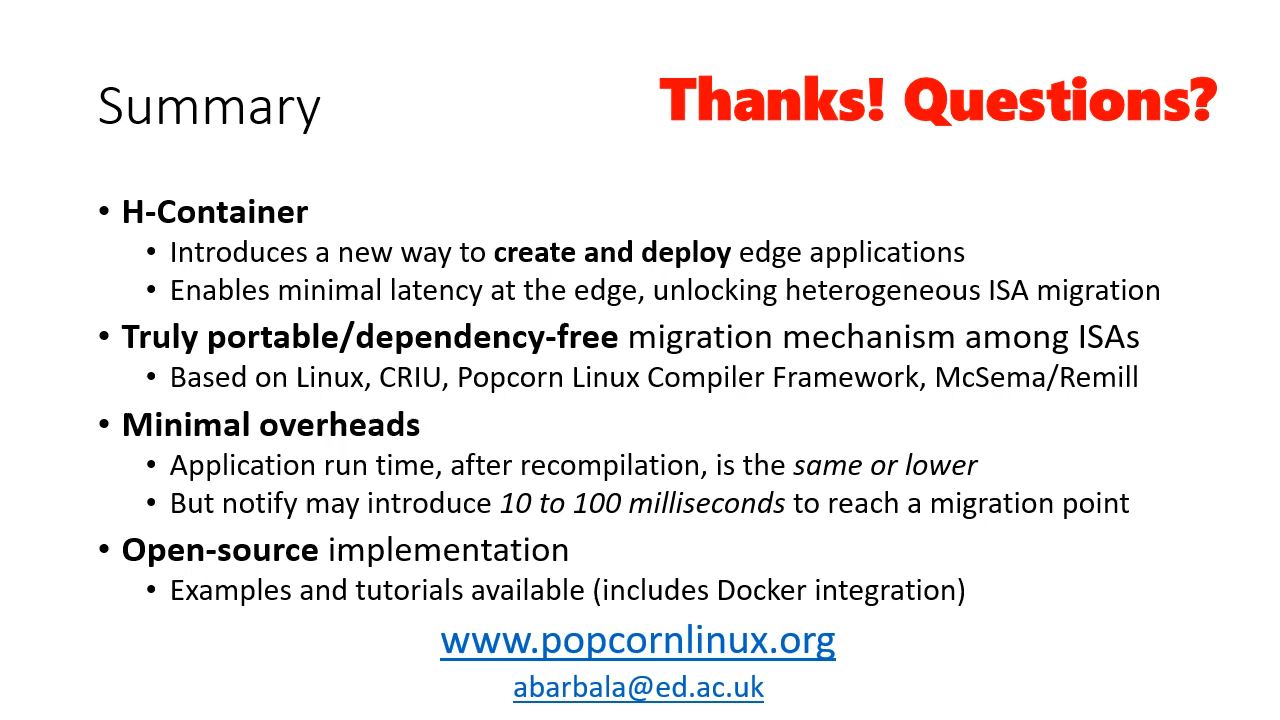 Summary
Thanks! Questions?
• H-Container
• Introduces a new way to create and deploy edge applications
• Enables minimal latency at the edge, unlocking heterogeneous ISA migration
• Truly portable/dependency-free migration mechanism among ISAs
• Based on Linux, CRIU, Popcorn Linux Compiler Framework, McSema/Remill
• Minimal overheads
• Application run time, after recompilation, is the same or lower
• But notify may introduce 10 to 100 milliseconds to reach a migration point
• Open-source implementation
• Examples and tutorials available (includes Docker integration)
www.popcornlinux.org
abarbala@ed.ac.uk